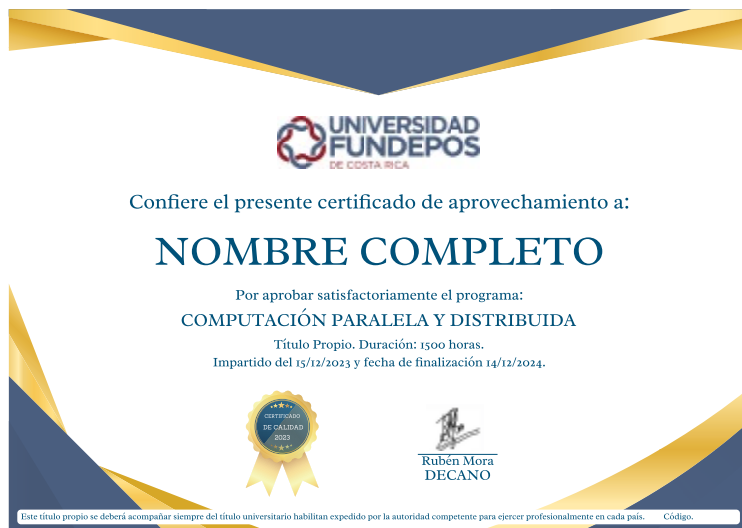 UNIVERSIDAD
FUNDEPOS
DE COSTA RICA
Confiere el presente certificado de aprovechamiento a:
NOMBRE COMPLETO
Por aprobar satisfactoriamente el programa:
COMPUTACIÓN PARALELA Y DISTRIBUIDA
Título Propio. Duración: 1500 horas.
Impartido del 15/12/2023 y fecha de finalización 14/12/2024.
CERTIFICADO
DE CALIDAD
2023
Rubén Mora
DECANO
Este título propio se deberá acompañar siempre del título universitario habilitan expedido por la autoridad competente para ejercer profesionalmente en cada país. Código.